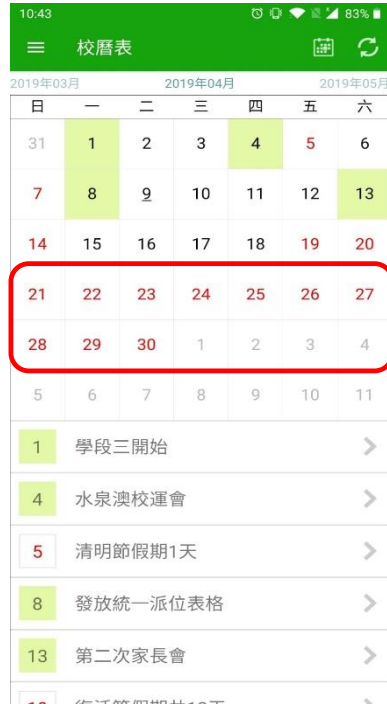 10:43 83%
校曆表
2019年03月 2019年04月 2019年05月
日 一 二 三 四 五 六
31 1 2 3 4 5 6
7 8 9 10 11 12 13
14 15 16 17 18 19 20
21 22 23 24 25 26 27
28 29 30 1 2 3 4
5 6 7 8 9 10 11
1 學段三開始
4 水泉澳校運會
5 清明節假期1天
8 發放統一派位表格
13 第二次家長會